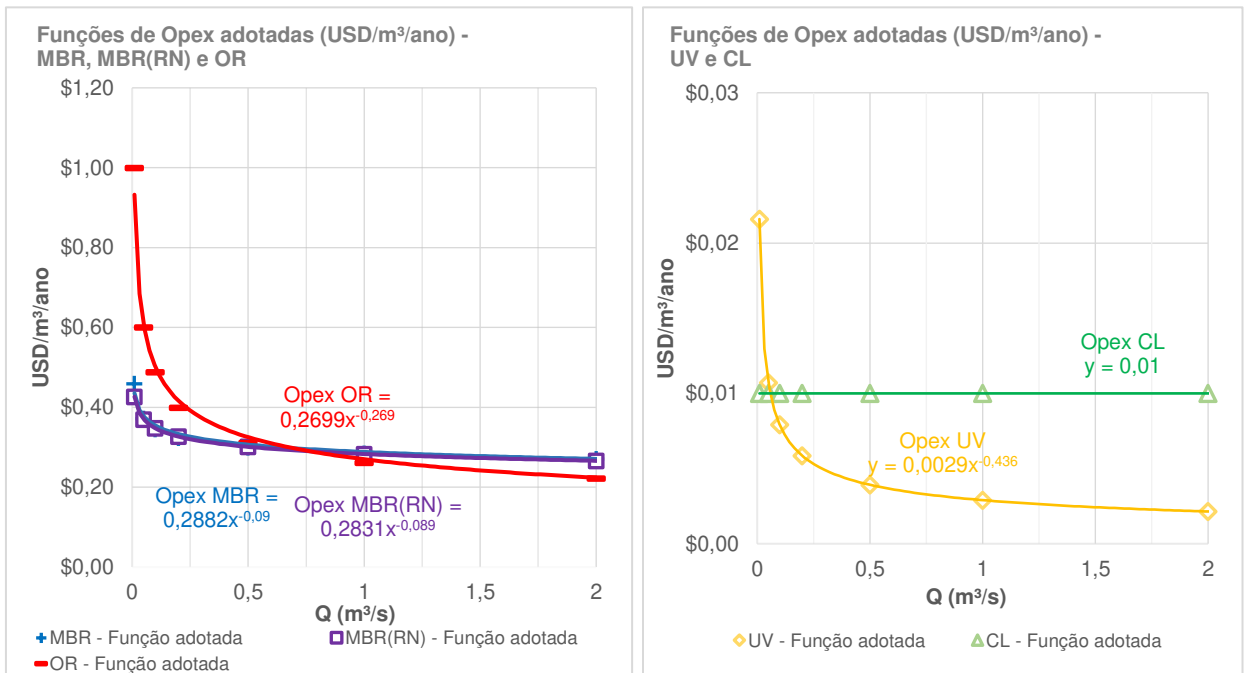 Funções de Opex adotadas (USD/m³/ano) -
MBR, MBR(RN) e OR
$1,20
$1,00
$0,80
$0,60
$0,40
$0,20
$0,00
USD/m³/ano
Opex OR =
0,2699x^-0,269
Opex MBR =
0,2882x^-0,09
Opex MBR(RN) =
0,2831x^-0,089
0 0,5 1 1,5 2
Q (m³/s)
MBR - Função adotada MBR(RN) - Função adotada
OR - Função adotada
Funções de Opex adotadas (USD/m³/ano) -
UV e CL
$0,03
$0,02
$0,01
$0,00
USD/m³/ano
Opex CL
y = 0,01
Opex UV
y = 0,0029x^-0,436
0 0,5 1 1,5 2
Q (m³/s)
UV - Função adotada CL - Função adotada